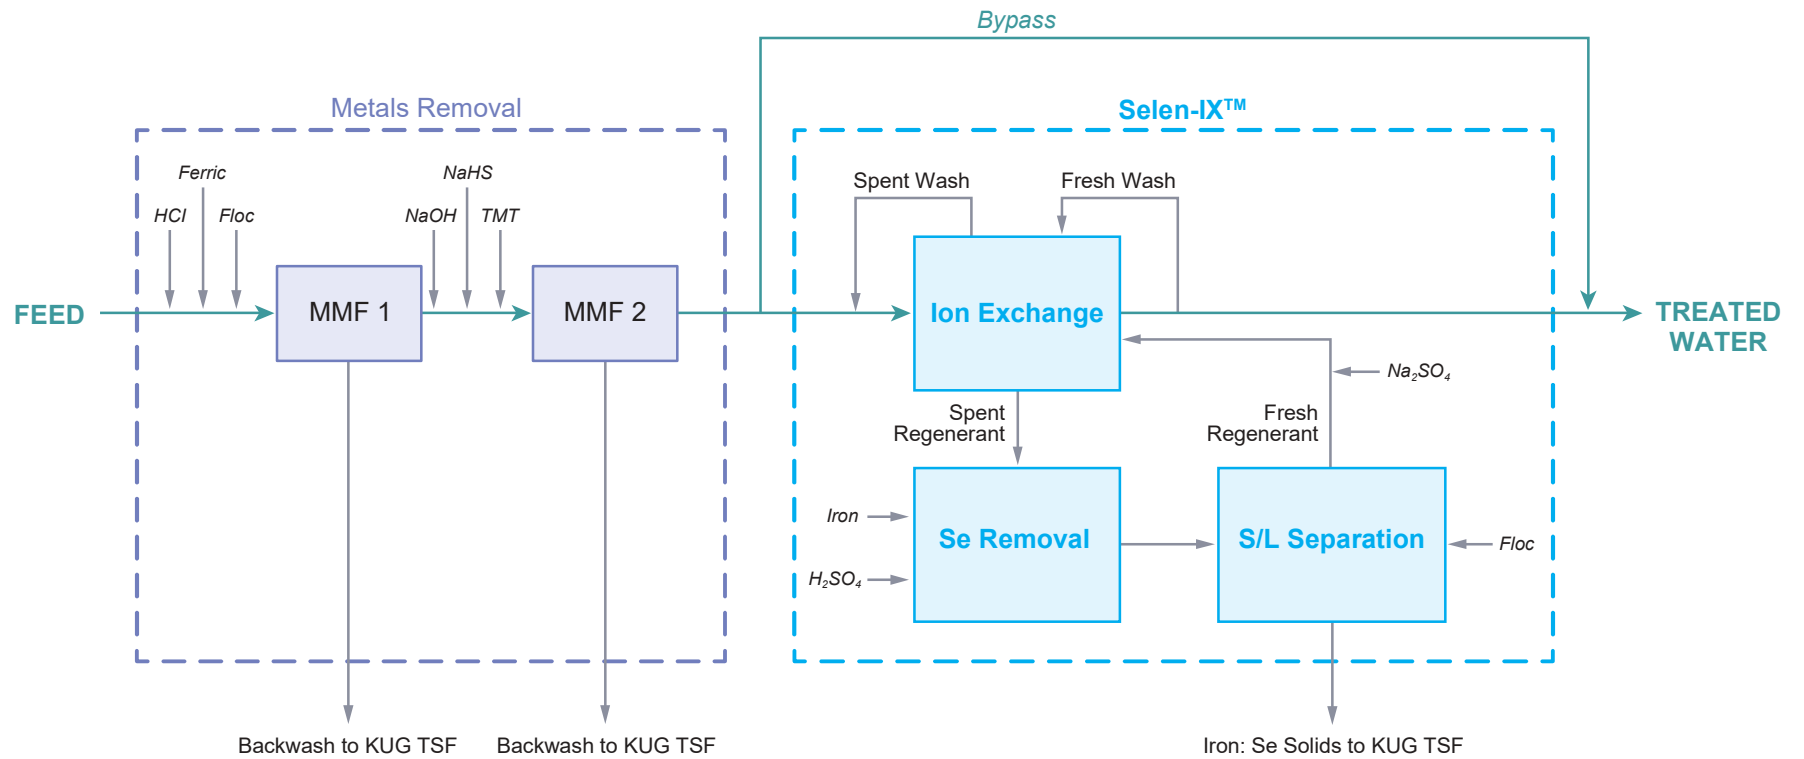 Bypass
Metals Removal
Selen-IX™
Ferric
NaHS
Spent Wash
Fresh Wash
HCl
Floc
NaOH
TMT
FEED
MMF 1
MMF 2
Ion Exchange
TREATED
WATER
Na₂SO₄
Spent
Regenerant
Fresh
Regenerant
Iron
Se Removal
S/L Separation
Floc
H₂SO₄
Backwash to KUG TSF
Backwash to KUG TSF
Iron: Se Solids to KUG TSF